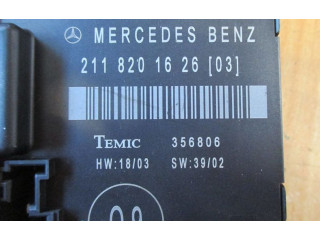 MERCEDES BENZ
211 820 16 26 [03]
TEMIC 356806
HW:18/03 SW:39/02